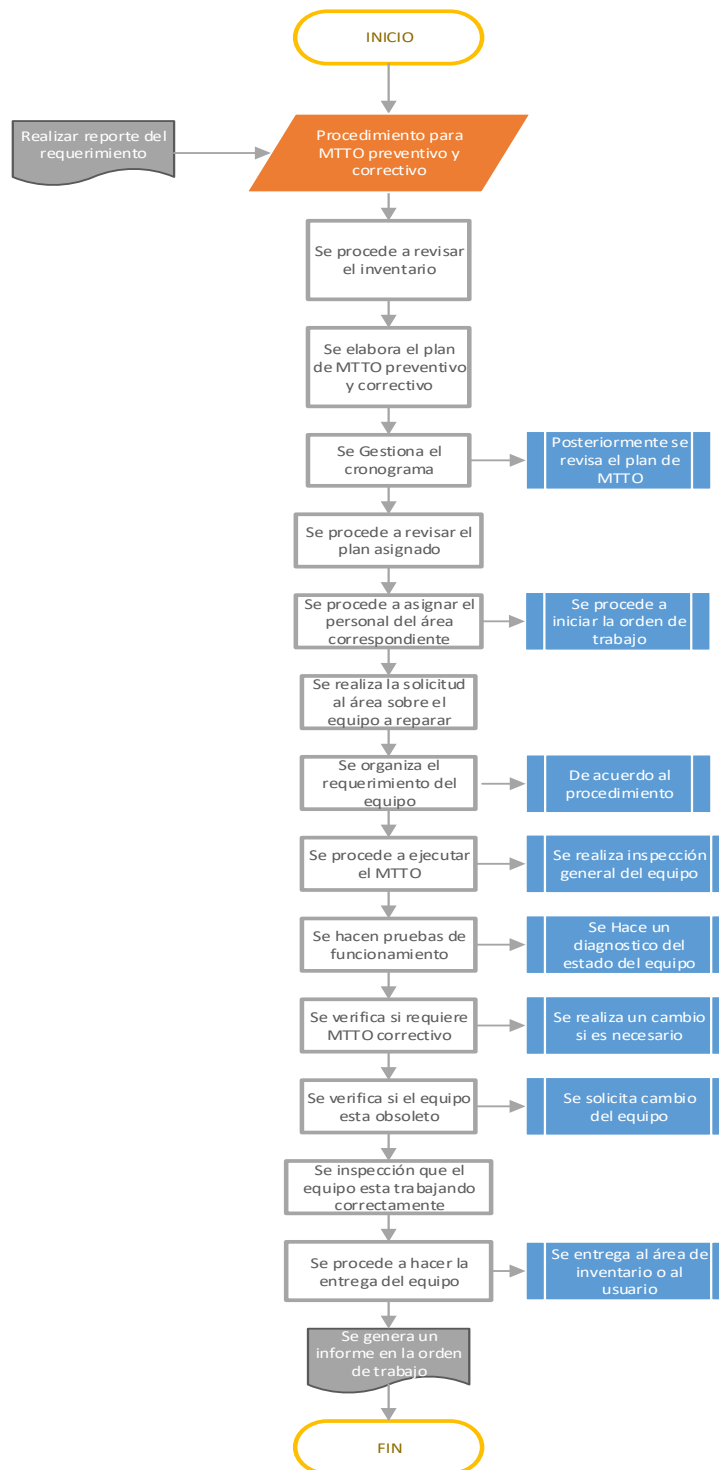 INICIO
Realizar reporte del
requerimiento
Procedimiento para
MTTO preventivo y
correctivo
Se procede a revisar
el inventario
Se elabora el plan
de MTTO preventivo
y correctivo
Se Gestiona el
cronograma
Posteriormente se
revisa el plan de
MTTO
Se procede a revisar el
plan asignado
Se procede a asignar el
personal del área
correspondiente
Se procede a
iniciar la orden de
trabajo
Se realiza la solicitud
al área sobre el
equipo a reparar
Se organiza el
requerimiento del
equipo
De acuerdo al
procedimiento
Se procede a ejecutar
el MTTO
Se realiza inspección
general del equipo
Se hacen pruebas de
funcionamiento
Se Hace un
diagnostico del
estado del equipo
Se verifica si requiere
MTTO correctivo
Se realiza un cambio
si es necesario
Se verifica si el equipo
esta obsoleto
Se solicita cambio
del equipo
Se inspección que el
equipo esta trabajando
correctamente
Se procede a hacer la
entrega del equipo
Se entrega al área de
inventario o al
usuario
Se genera un
informe en la orden
de trabajo
FIN